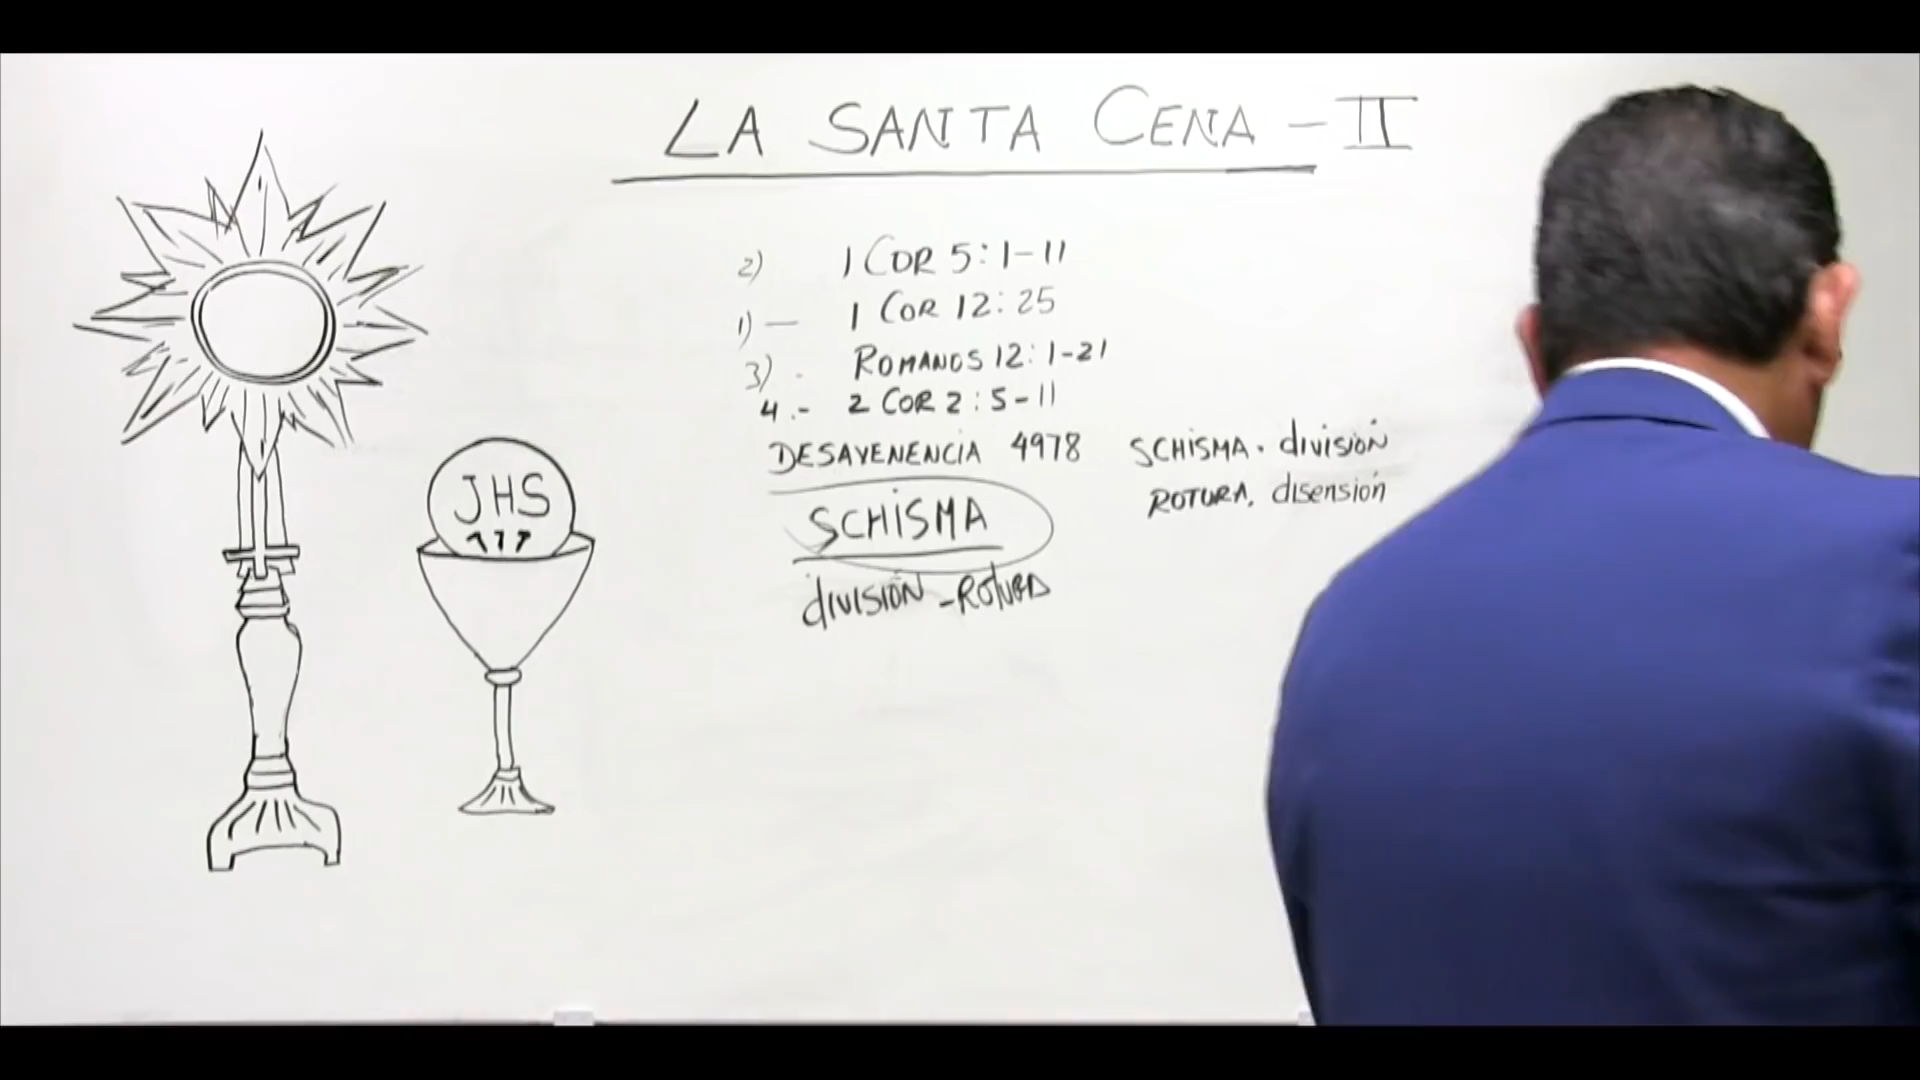 LA SANTA CENA - II
2) 1 COR 5: 1-11
1) — 1 COR 12: 25
3) . ROMANOS 12: 1-21
4.- 2 COR 2: 5-11
DESAVENENCIA 4978 SCHISMA. división
ROTURA. disensión
SCHISMA
división - ROTURA
JHS